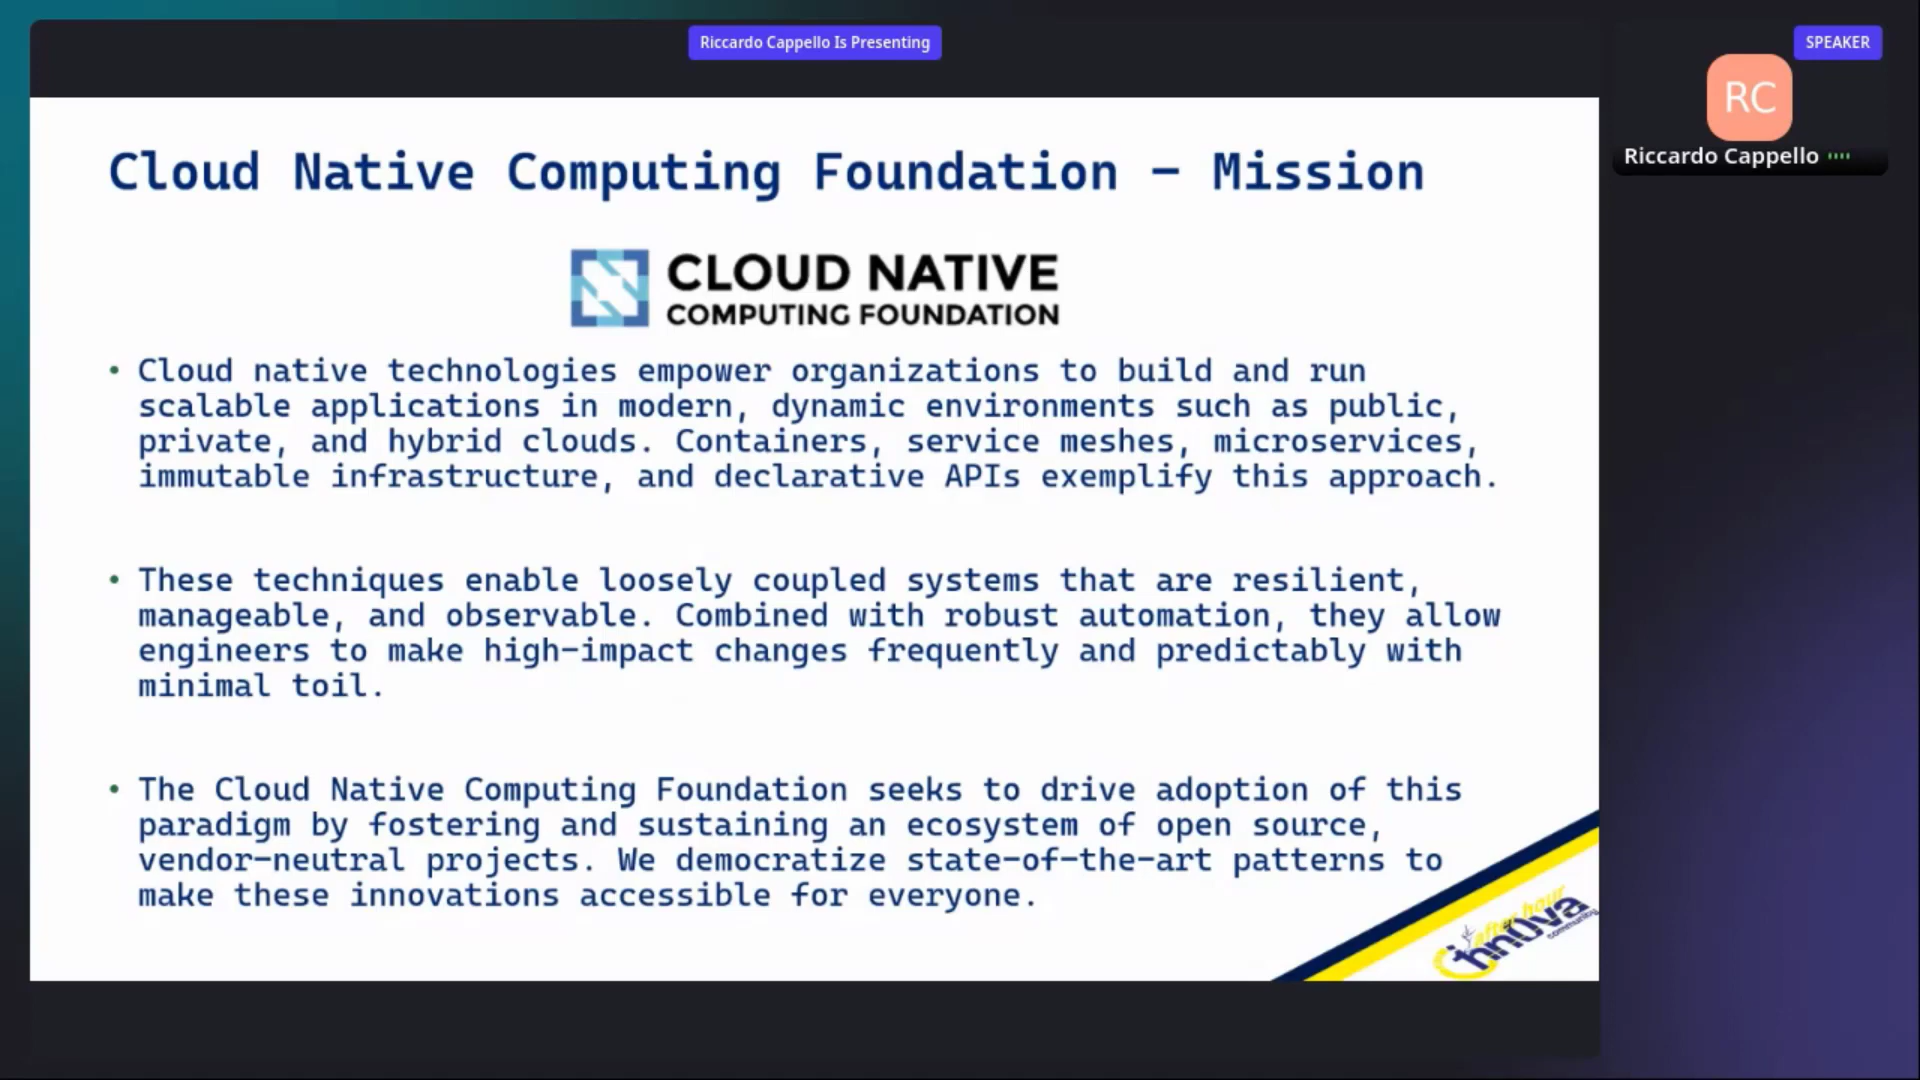 Riccardo Cappello Is Presenting
SPEAKER
RC
Riccardo Cappello
Cloud Native Computing Foundation – Mission
CLOUD NATIVE
COMPUTING FOUNDATION
• Cloud native technologies empower organizations to build and run
scalable applications in modern, dynamic environments such as public,
private, and hybrid clouds. Containers, service meshes, microservices,
immutable infrastructure, and declarative APIs exemplify this approach.
• These techniques enable loosely coupled systems that are resilient,
manageable, and observable. Combined with robust automation, they allow
engineers to make high-impact changes frequently and predictably with
minimal toil.
• The Cloud Native Computing Foundation seeks to drive adoption of this
paradigm by fostering and sustaining an ecosystem of open source,
vendor-neutral projects. We democratize state-of-the-art patterns to
make these innovations accessible for everyone.
after hour
community